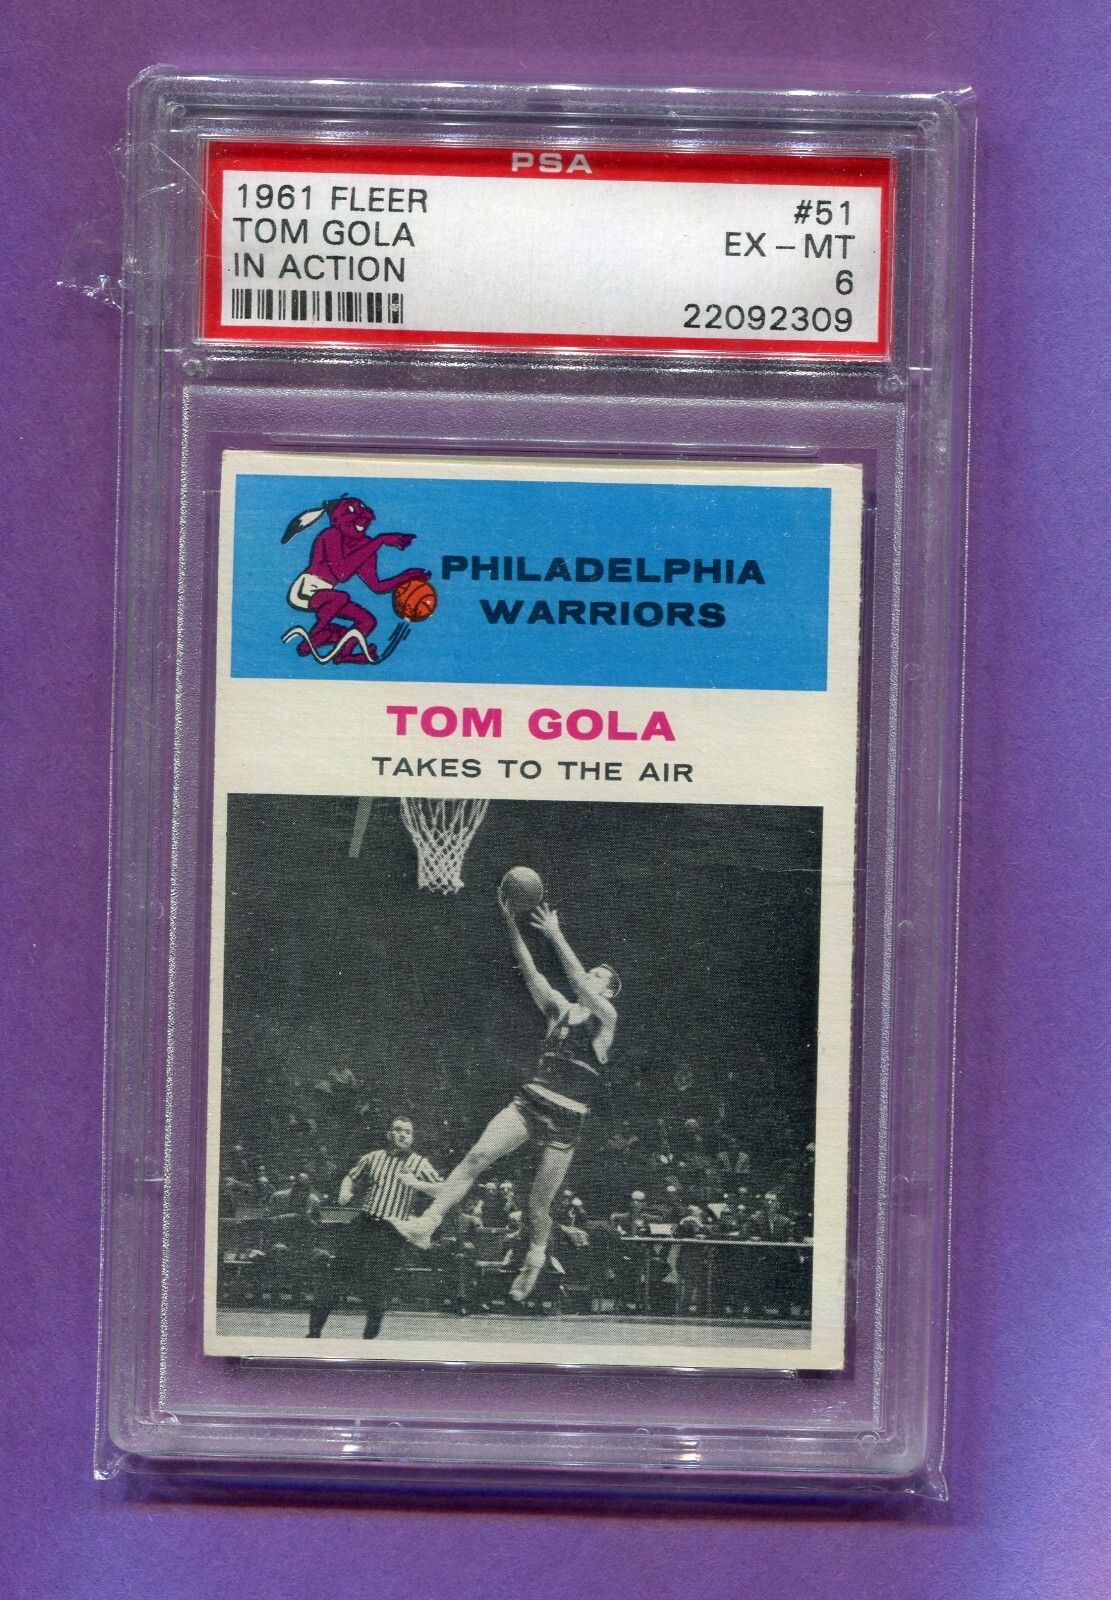 PSA
1961 FLEER
TOM GOLA
IN ACTION
#51
EX - MT
6
22092309
PHILADELPHIA
WARRIORS
TOM GOLA
TAKES TO THE AIR